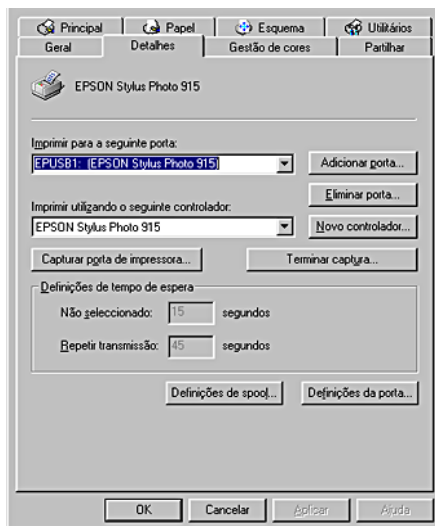 Principal Papel Esquema Utilitários
Geral Detalhes Gestão de cores Partilhar
EPSON Stylus Photo 915
Imprimir para a seguinte porta:
EPUSB1: (EPSON Stylus Photo 915) Adicionar porta...
Eliminar porta...
Imprimir utilizando o seguinte controlador:
EPSON Stylus Photo 915 Novo controlador...
Capturar porta de impressora... Terminar captura...
Definições de tempo de espera
Não seleccionado: 15 segundos
Repetir transmissão: 45 segundos
Definições de spool... Definições da porta...
OK Cancelar Aplicar Ajuda